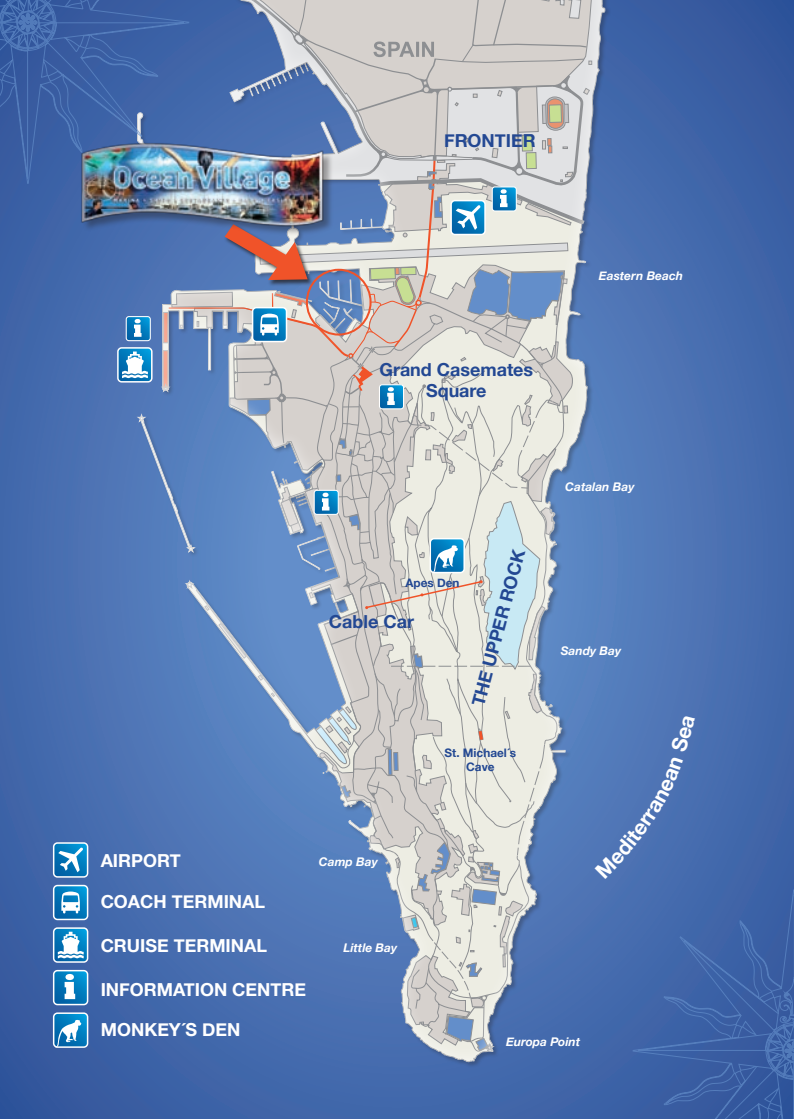 SPAIN
FRONTIER
Ocean Village
Eastern Beach
Grand Casemates
Square
Catalan Bay
Apes Den
Cable Car
THE UPPER ROCK
Sandy Bay
St. Michael´s
Cave
Mediterranean Sea
Camp Bay
Little Bay
Europa Point
AIRPORT
COACH TERMINAL
CRUISE TERMINAL
INFORMATION CENTRE
MONKEY´S DEN